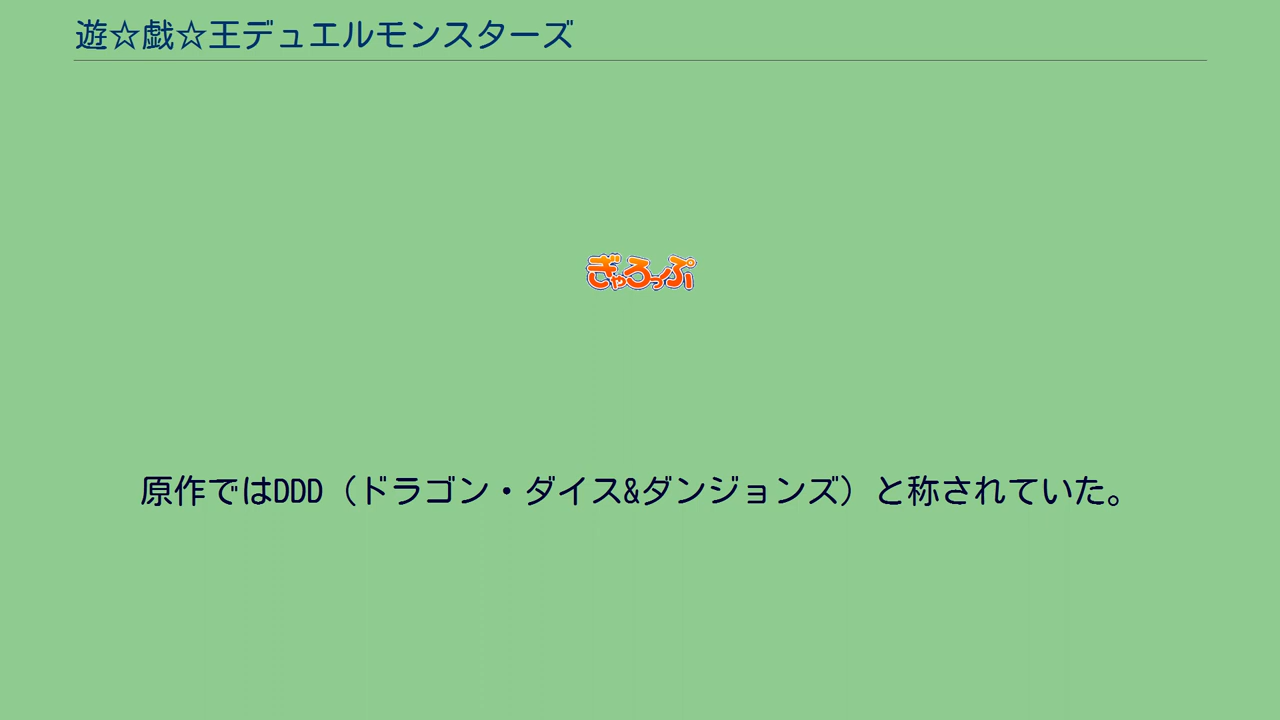 遊☆戯☆王デュエルモンスターズ
ぎゃろっぷ
原作ではDDD（ドラゴン・ダイス&ダンジョンズ）と称されていた。